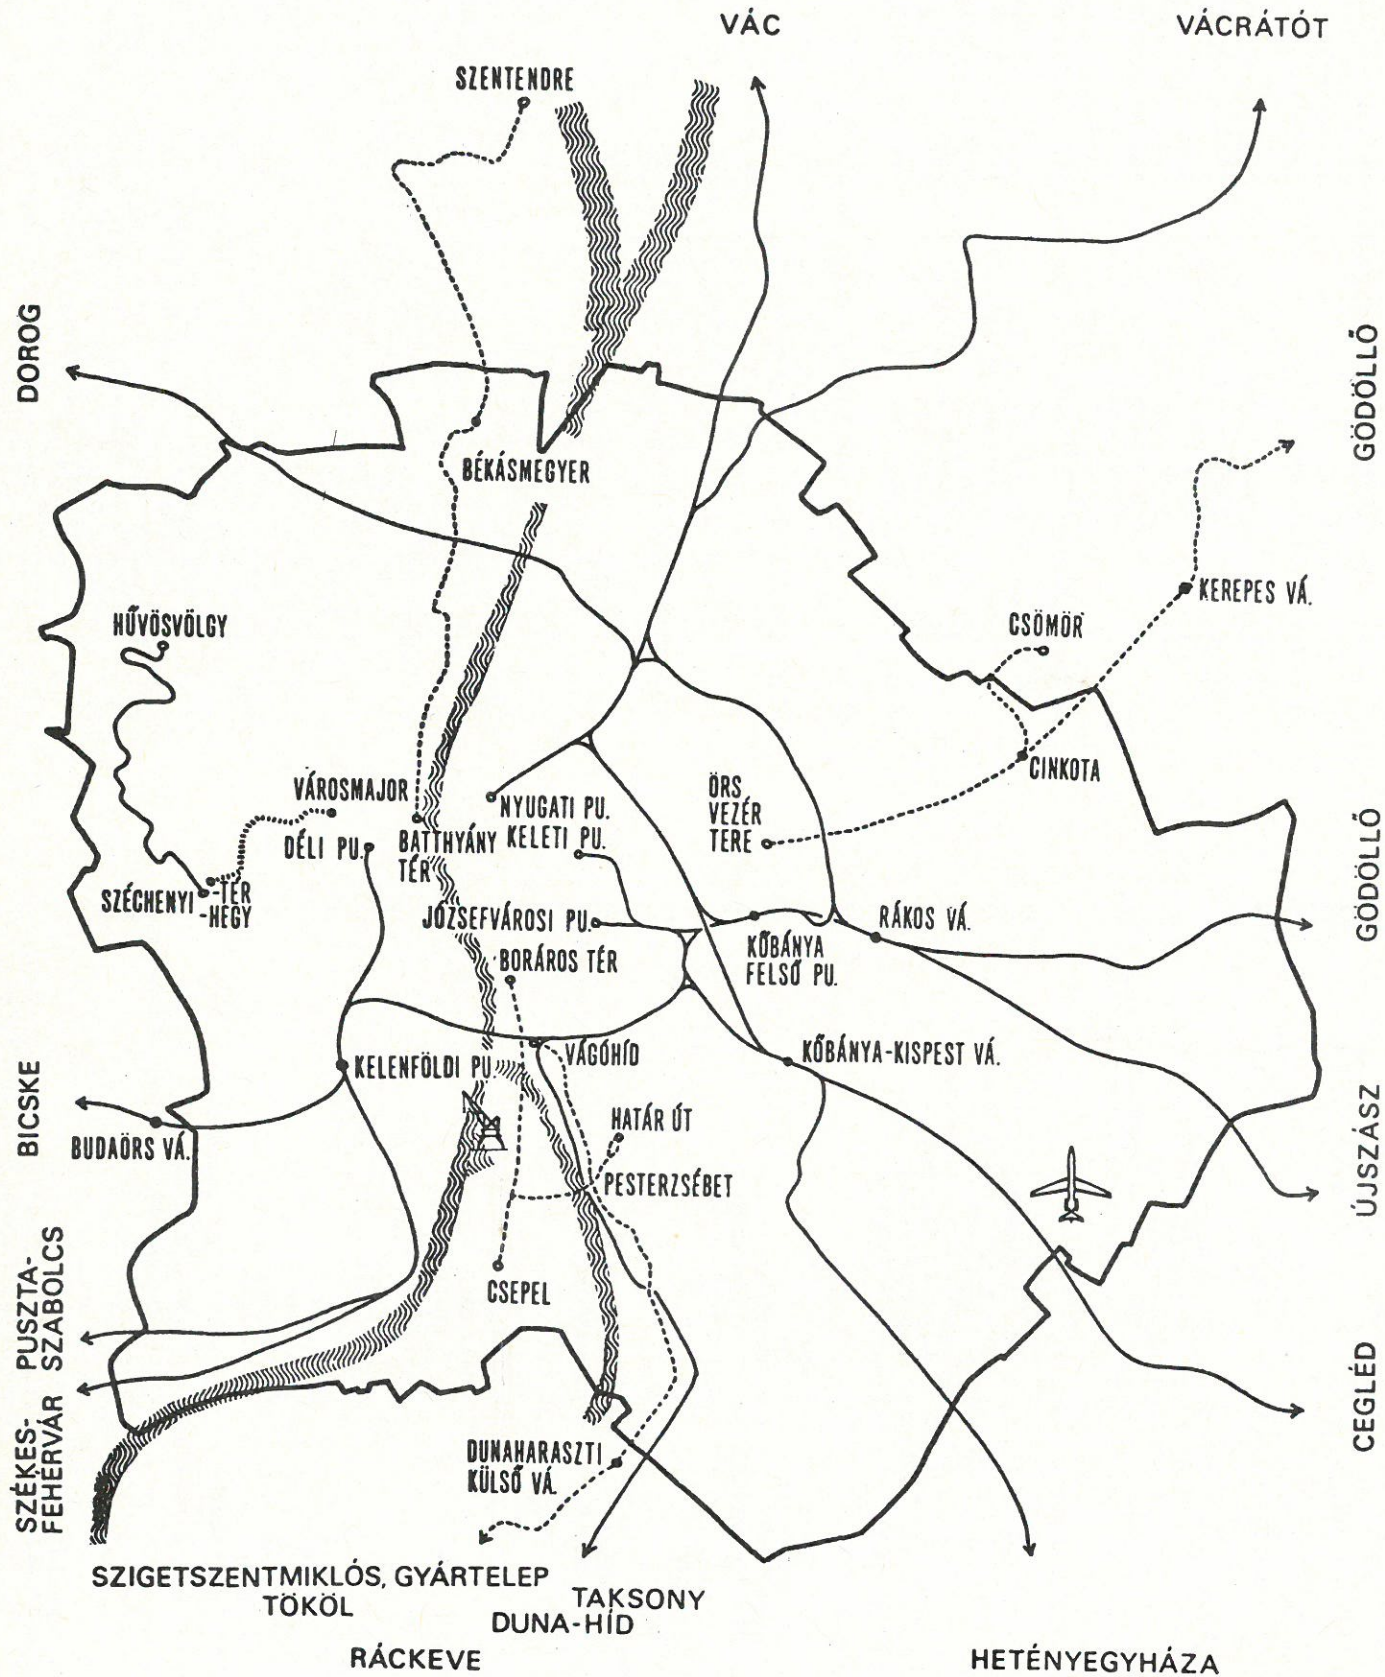 VÁC
VÁCRÁTÓT
SZENTENDRE
DOROG
GÖDÖLLŐ
BÉKÁSMEGYER
KEREPES VÁ.
HŰVÖSVÖLGY
CSÖMÖR
CINKOTA
VÁROSMAJOR
ÖRS
VEZÉR
TERE
NYUGATI PU.
KELETI PU.
DÉLI PU.
BATTHYÁNY
TÉR
SZÉCHENYI
-TÉR
-HEGY
JÓZSEFVÁROSI PU.
RÁKOS VÁ.
GÖDÖLLŐ
KŐBÁNYA
FELSŐ PU.
BORÁROS TÉR
VÁGÓHÍD
KŐBÁNYA-KISPEST VÁ.
KELENFÖLDI PU.
BICSKE
BUDAÖRS VÁ.
HATÁR ÚT
PESTERZSÉBET
ÚJSZÁSZ
CSEPEL
PUSZTA-
SZABOLCS
SZÉKES-
FEHÉRVÁR
CEGLÉD
DUNAHARASZTI
KÜLSŐ VÁ.
SZIGETSZENTMIKLÓS, GYÁRTELEP
TÖKÖL
TAKSONY
DUNA-HÍD
RÁCKEVE
HETÉNYEGYHÁZA